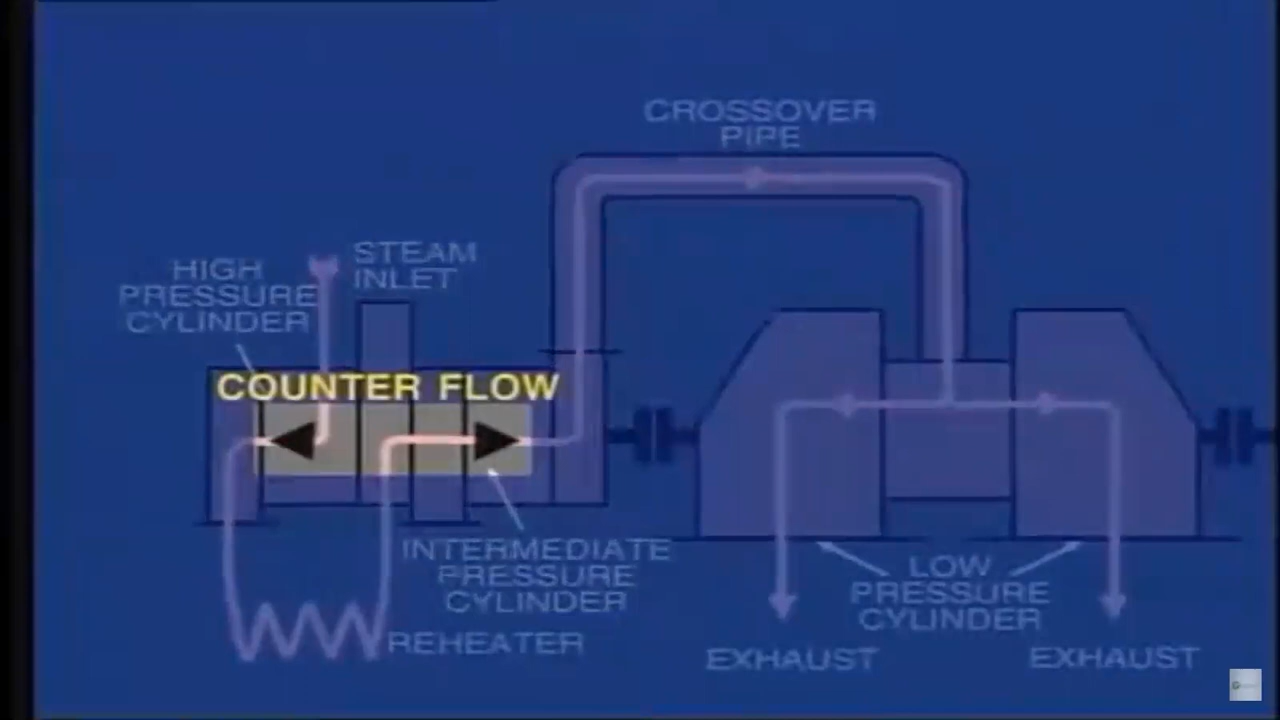 CROSSOVER
PIPE
STEAM
INLET
HIGH
PRESSURE
CYLINDER
COUNTER FLOW
INTERMEDIATE
PRESSURE
CYLINDER
REHEATER
LOW
PRESSURE
CYLINDER
EXHAUST
EXHAUST